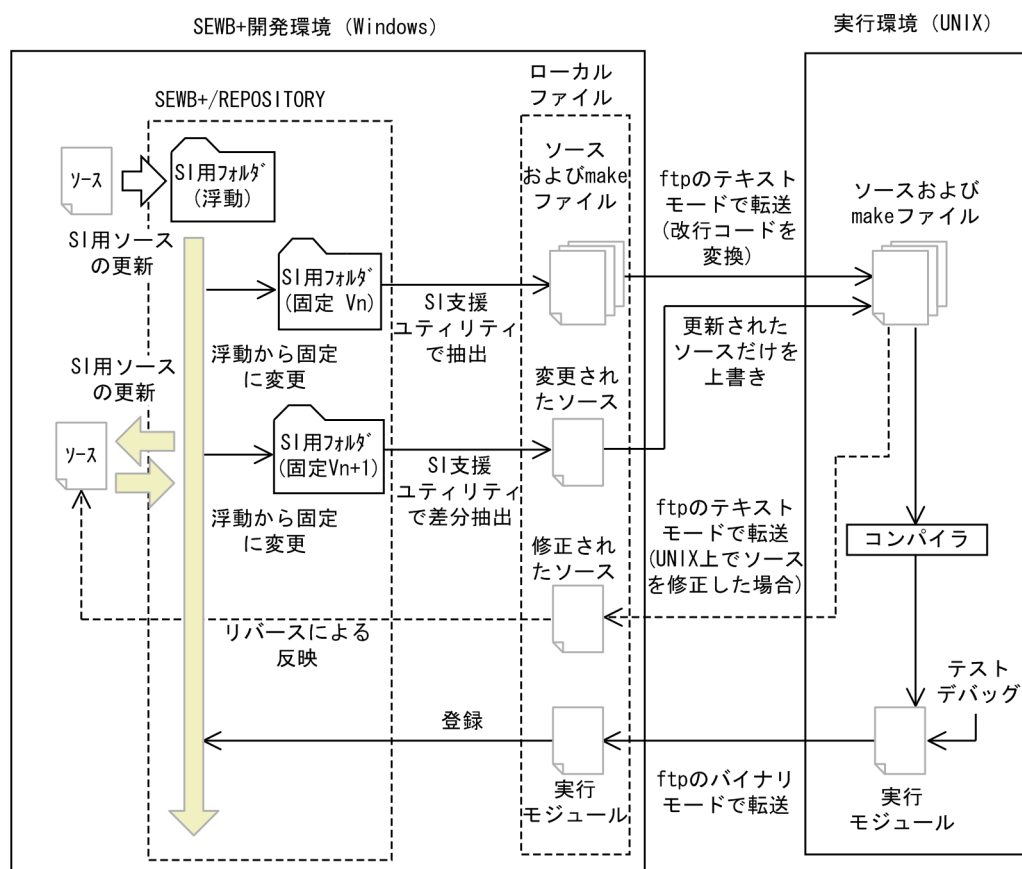 SEWB+開発環境（Windows）
実行環境（UNIX）
SEWB+/REPOSITORY
ローカル
ファイル
ソース
SI用ﾌｫﾙﾀﾞ
(浮動)
SI用ソース
の更新
ソース
およびmake
ファイル
ftpのテキスト
モードで転送
(改行コードを
変換)
ソースおよび
makeファイル
SI用ﾌｫﾙﾀﾞ
(固定 Vn)
SI支援
ユティリティ
で抽出
浮動から固定
に変更
更新された
ソースだけを
上書き
SI用ソース
の更新
変更され
たソース
ソース
SI用ﾌｫﾙﾀﾞ
(固定Vn+1)
SI支援
ユティリティ
で差分抽出
浮動から固定
に変更
ftpのテキスト
モードで転送
(UNIX上でソース
を修正した場合)
コンパイラ
修正され
たソース
リバースによる
反映
テスト
デバッグ
登録
実行
モジュール
ftpのバイナリ
モードで転送
実行
モジュール